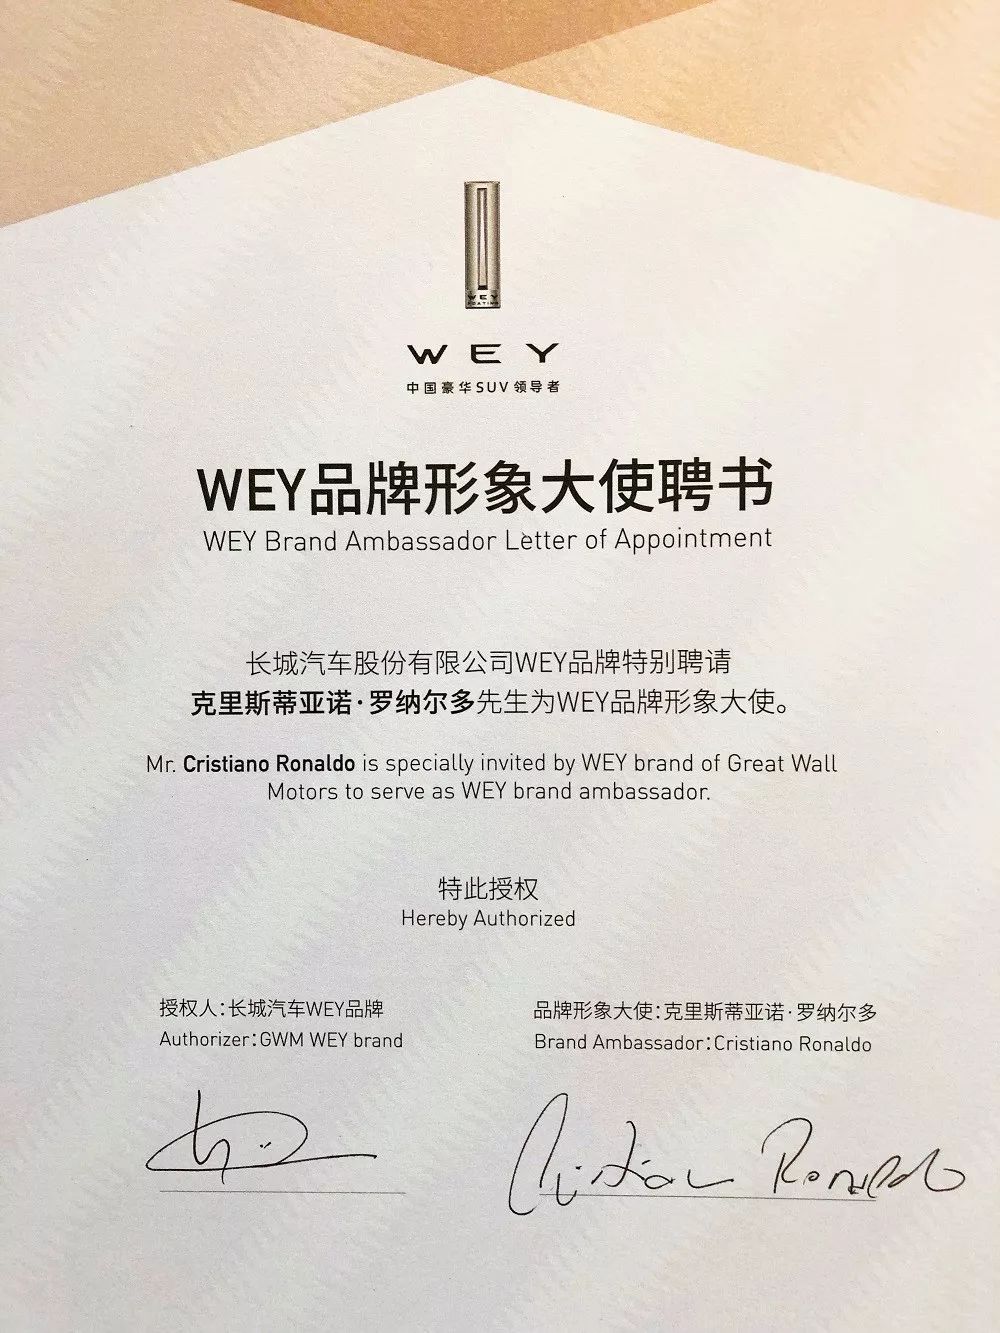 WEY
WEY
中国豪华SUV领导者
WEY品牌形象大使聘书
WEY Brand Ambassador Letter of Appointment
长城汽车股份有限公司WEY品牌特别聘请
克里斯蒂亚诺·罗纳尔多先生为WEY品牌形象大使。
Mr. Cristiano Ronaldo is specially invited by WEY brand of Great Wall
Motors to serve as WEY brand ambassador.
特此授权
Hereby Authorized
授权人：长城汽车WEY品牌
Authorizer：GWM WEY brand
品牌形象大使：克里斯蒂亚诺·罗纳尔多
Brand Ambassador：Cristiano Ronaldo
Cristiano Ronaldo